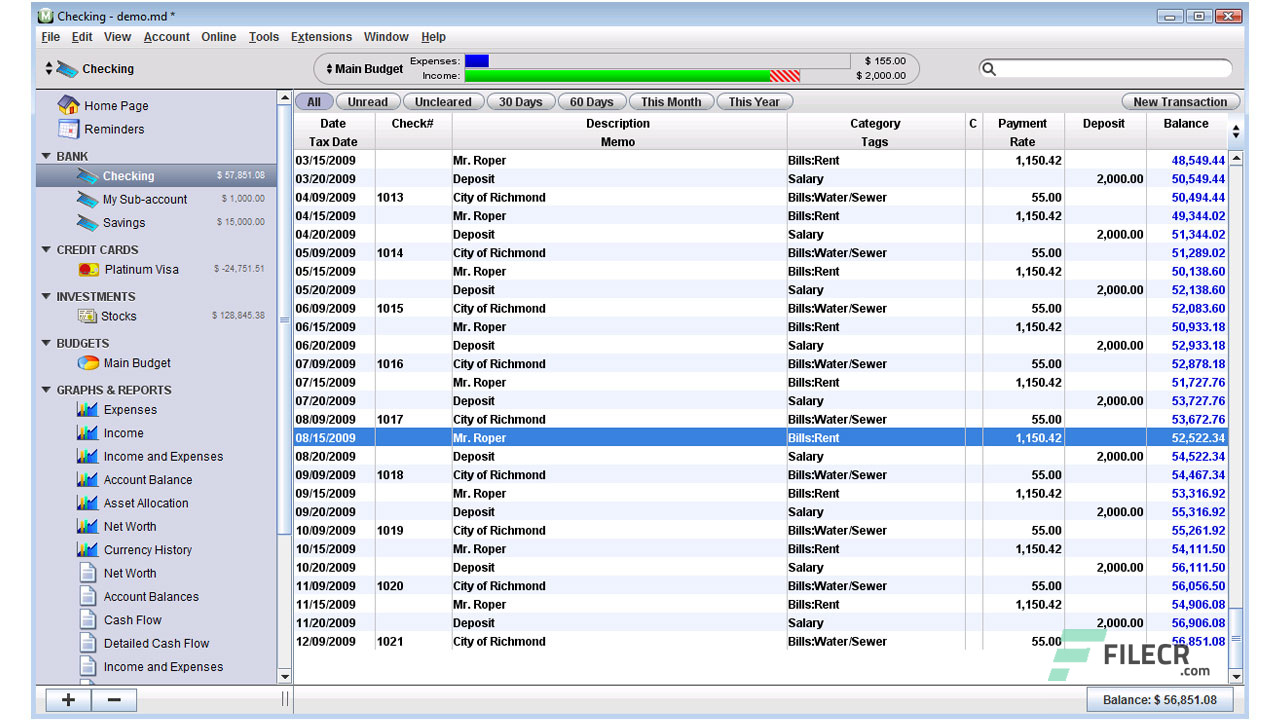 Checking - demo.md *
File Edit View Account Online Tools Extensions Window Help
Checking
Main Budget Expenses: $ 155.00
Income: $ 2,000.00
Home Page
Reminders
BANK
Checking $ 57,851.08
My Sub-account $ 1,000.00
Savings $ 15,000.00
CREDIT CARDS
Platinum Visa $ -24,751.51
INVESTMENTS
Stocks $ 128,845.38
BUDGETS
Main Budget
GRAPHS & REPORTS
Expenses
Income
Income and Expenses
Account Balance
Asset Allocation
Net Worth
Currency History
Net Worth
Account Balances
Cash Flow
Detailed Cash Flow
Income and Expenses
All Unread Uncleared 30 Days 60 Days This Month This Year New Transaction
Date Check# Description Category C Payment Deposit Balance
Tax Date Memo Tags Rate
03/15/2009 Mr. Roper Bills:Rent 1,150.42 48,549.44
03/20/2009 Deposit Salary 2,000.00 50,549.44
04/09/2009 1013 City of Richmond Bills:Water/Sewer 55.00 50,494.44
04/15/2009 Mr. Roper Bills:Rent 1,150.42 49,344.02
04/20/2009 Deposit Salary 2,000.00 51,344.02
05/09/2009 1014 City of Richmond Bills:Water/Sewer 55.00 51,289.02
05/15/2009 Mr. Roper Bills:Rent 1,150.42 50,138.60
05/20/2009 Deposit Salary 2,000.00 52,138.60
06/09/2009 1015 City of Richmond Bills:Water/Sewer 55.00 52,083.60
06/15/2009 Mr. Roper Bills:Rent 1,150.42 50,933.18
06/20/2009 Deposit Salary 2,000.00 52,933.18
07/09/2009 1016 City of Richmond Bills:Water/Sewer 55.00 52,878.18
07/15/2009 Mr. Roper Bills:Rent 1,150.42 51,727.76
07/20/2009 Deposit Salary 2,000.00 53,727.76
08/09/2009 1017 City of Richmond Bills:Water/Sewer 55.00 53,672.76
08/15/2009 Mr. Roper Bills:Rent 1,150.42 52,522.34
08/20/2009 Deposit Salary 2,000.00 54,522.34
09/09/2009 1018 City of Richmond Bills:Water/Sewer 55.00 54,467.34
09/15/2009 Mr. Roper Bills:Rent 1,150.42 53,316.92
09/20/2009 Deposit Salary 2,000.00 55,316.92
10/09/2009 1019 City of Richmond Bills:Water/Sewer 55.00 55,261.92
10/15/2009 Mr. Roper Bills:Rent 1,150.42 54,111.50
10/20/2009 Deposit Salary 2,000.00 56,111.50
11/09/2009 1020 City of Richmond Bills:Water/Sewer 55.00 56,056.50
11/15/2009 Mr. Roper Bills:Rent 1,150.42 54,906.08
11/20/2009 Deposit Salary 2,000.00 56,906.08
12/09/2009 1021 City of Richmond Bills:Water/Sewer 55.00 56,851.08
FILECR
.com
Balance: $ 56,851.08